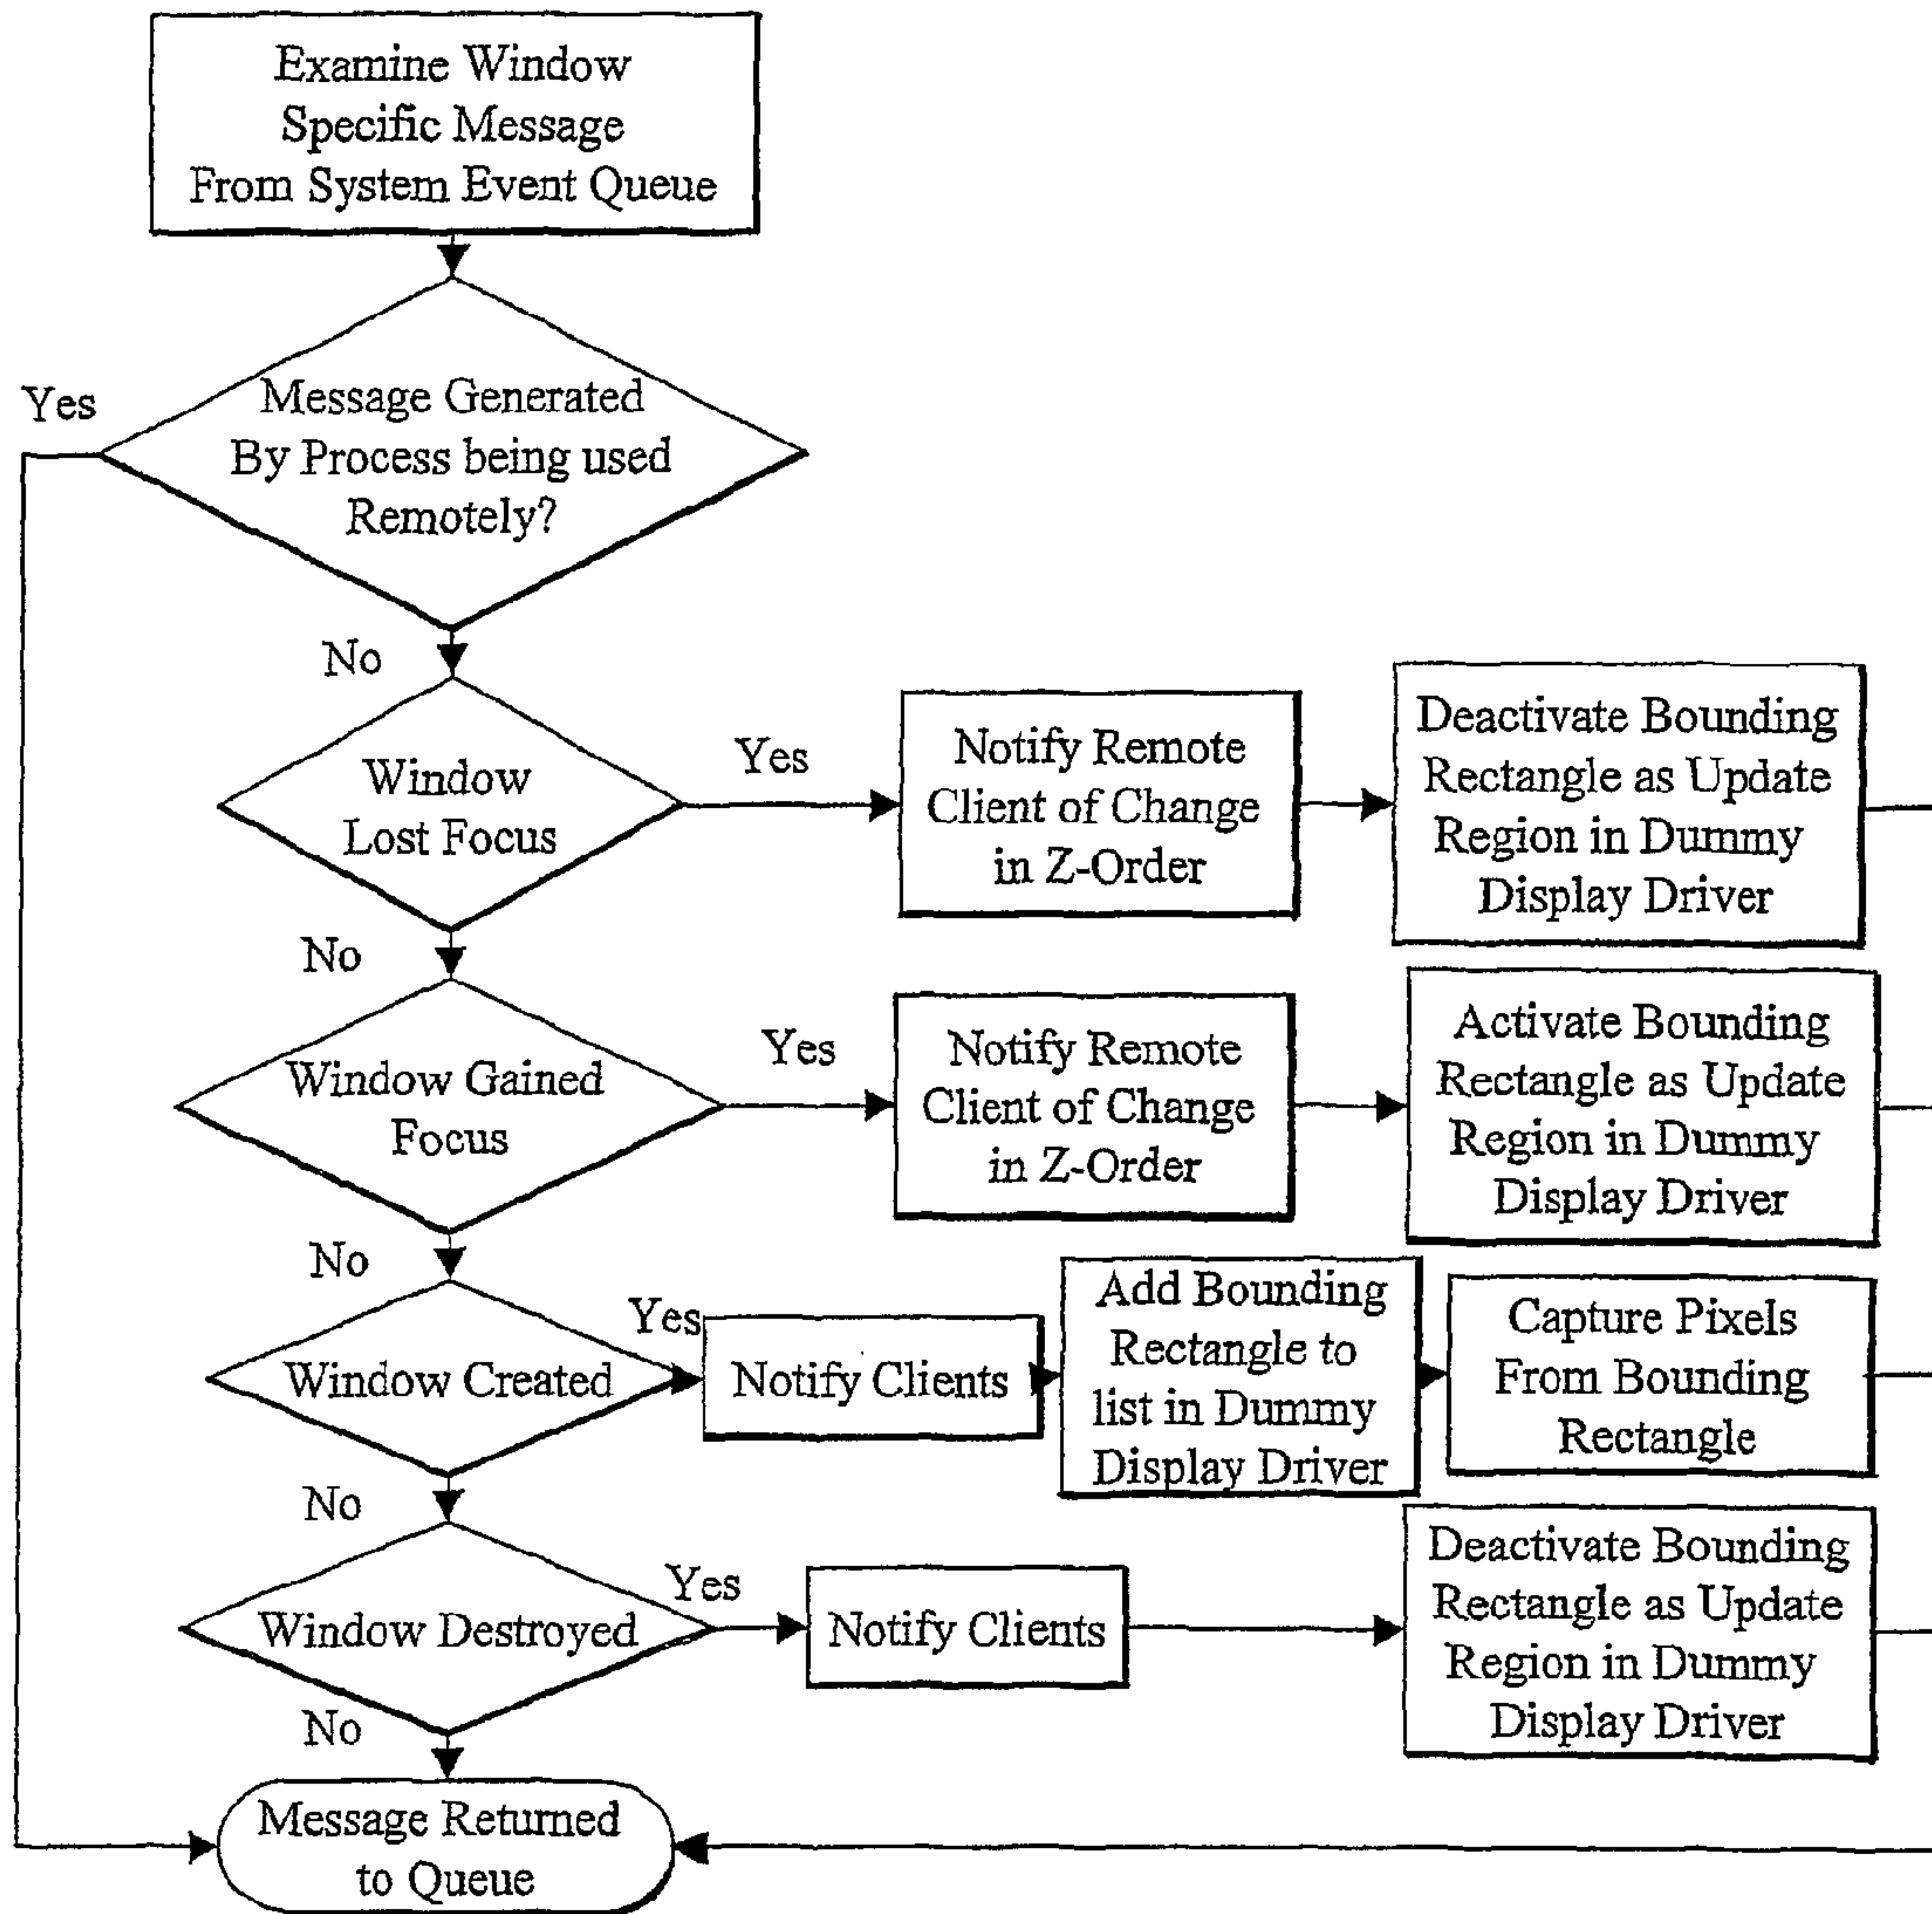 Examine Window
Specific Message
From System Event Queue
Yes
Message Generated
By Process being used
Remotely?
No
Window
Lost Focus
Yes
Notify Remote
Client of Change
in Z-Order
Deactivate Bounding
Rectangle as Update
Region in Dummy
Display Driver
No
Window Gained
Focus
Yes
Notify Remote
Client of Change
in Z-Order
Activate Bounding
Rectangle as Update
Region in Dummy
Display Driver
No
Window Created
Yes
Notify Clients
Add Bounding
Rectangle to
list in Dummy
Display Driver
Capture Pixels
From Bounding
Rectangle
No
Window Destroyed
Yes
Notify Clients
Deactivate Bounding
Rectangle as Update
Region in Dummy
Display Driver
No
Message Returned
to Queue